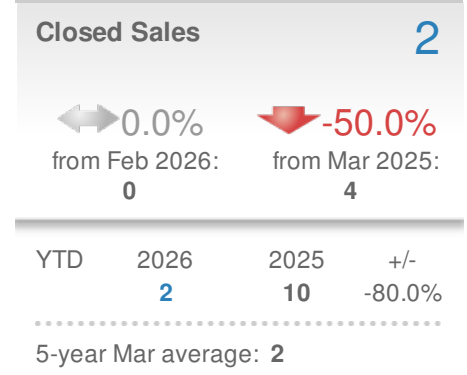 Closed Sales 2
0.0% -50.0%
from Feb 2026: from Mar 2025:
0 4
YTD 2026 2025 +/-
2 10 -80.0%
5-year Mar average: 2